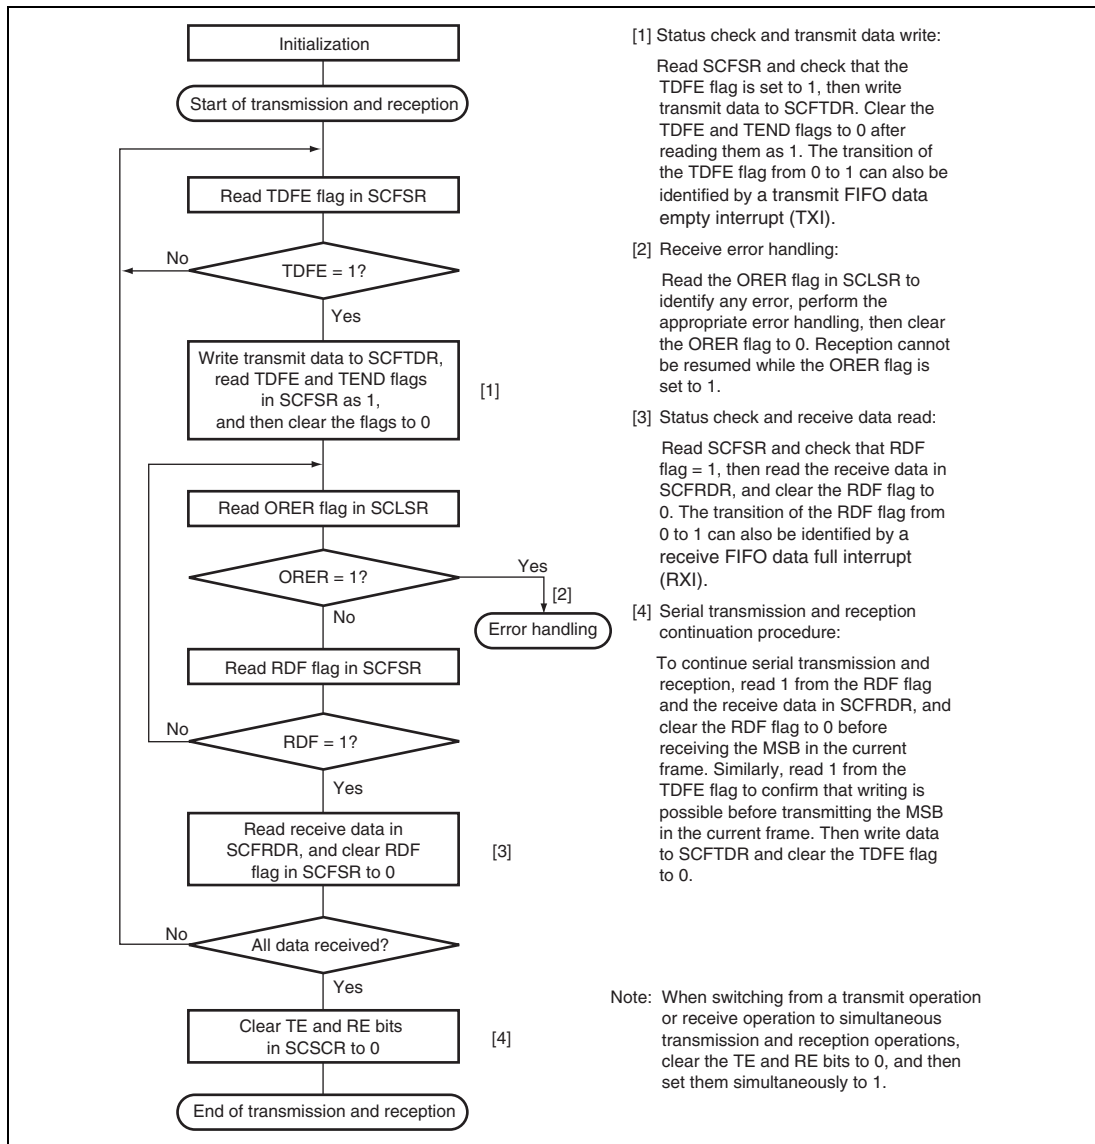 Initialization
Start of transmission and reception
Read TDFE flag in SCFSR
No
TDFE = 1?
Yes
Write transmit data to SCFTDR,
read TDFE and TEND flags
in SCFSR as 1,
and then clear the flags to 0
[1]
Read ORER flag in SCLSR
ORER = 1?
Yes
[2]
Error handling
No
Read RDF flag in SCFSR
No
RDF = 1?
Yes
Read receive data in
SCFRDR, and clear RDF
flag in SCFSR to 0
[3]
No
All data received?
Yes
Clear TE and RE bits
in SCSCR to 0
[4]
End of transmission and reception
[1] Status check and transmit data write:
Read SCFSR and check that the
TDFE flag is set to 1, then write
transmit data to SCFTDR. Clear the
TDFE and TEND flags to 0 after
reading them as 1. The transition of
the TDFE flag from 0 to 1 can also be
identified by a transmit FIFO data
empty interrupt (TXI).
[2] Receive error handling:
Read the ORER flag in SCLSR to
identify any error, perform the
appropriate error handling, then clear
the ORER flag to 0. Reception cannot
be resumed while the ORER flag is
set to 1.
[3] Status check and receive data read:
Read SCFSR and check that RDF
flag = 1, then read the receive data in
SCFRDR, and clear the RDF flag to
0. The transition of the RDF flag from
0 to 1 can also be identified by a
receive FIFO data full interrupt
(RXI).
[4] Serial transmission and reception
continuation procedure:
To continue serial transmission and
reception, read 1 from the RDF flag
and the receive data in SCFRDR, and
clear the RDF flag to 0 before
receiving the MSB in the current
frame. Similarly, read 1 from the
TDFE flag to confirm that writing is
possible before transmitting the MSB
in the current frame. Then write data
to SCFTDR and clear the TDFE flag
to 0.
Note: When switching from a transmit operation
or receive operation to simultaneous
transmission and reception operations,
clear the TE and RE bits to 0, and then
set them simultaneously to 1.